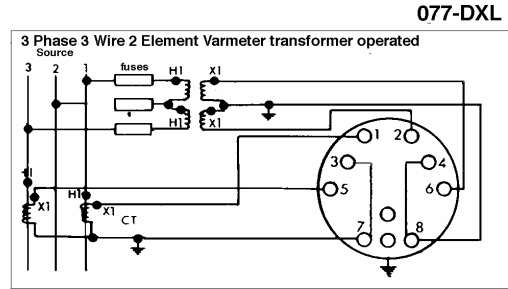 077-DXL
3 Phase 3 Wire 2 Element Varmeter transformer operated
Source
3 2 1 fuses H1 X1
H1 X1
1 2
3 4
5 6
H1 X1 H1 X1 CT
7 8